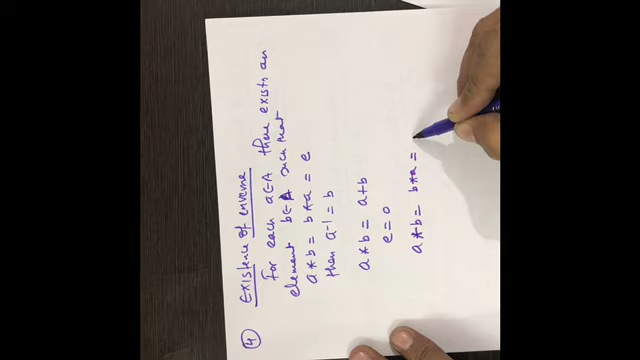 ④ Existence of inverse
For each a∈A there exists an
element b∈A such that
a*b = b*a = e
then a-1 = b
a*b = a+b
e = 0
a*b = b*a =